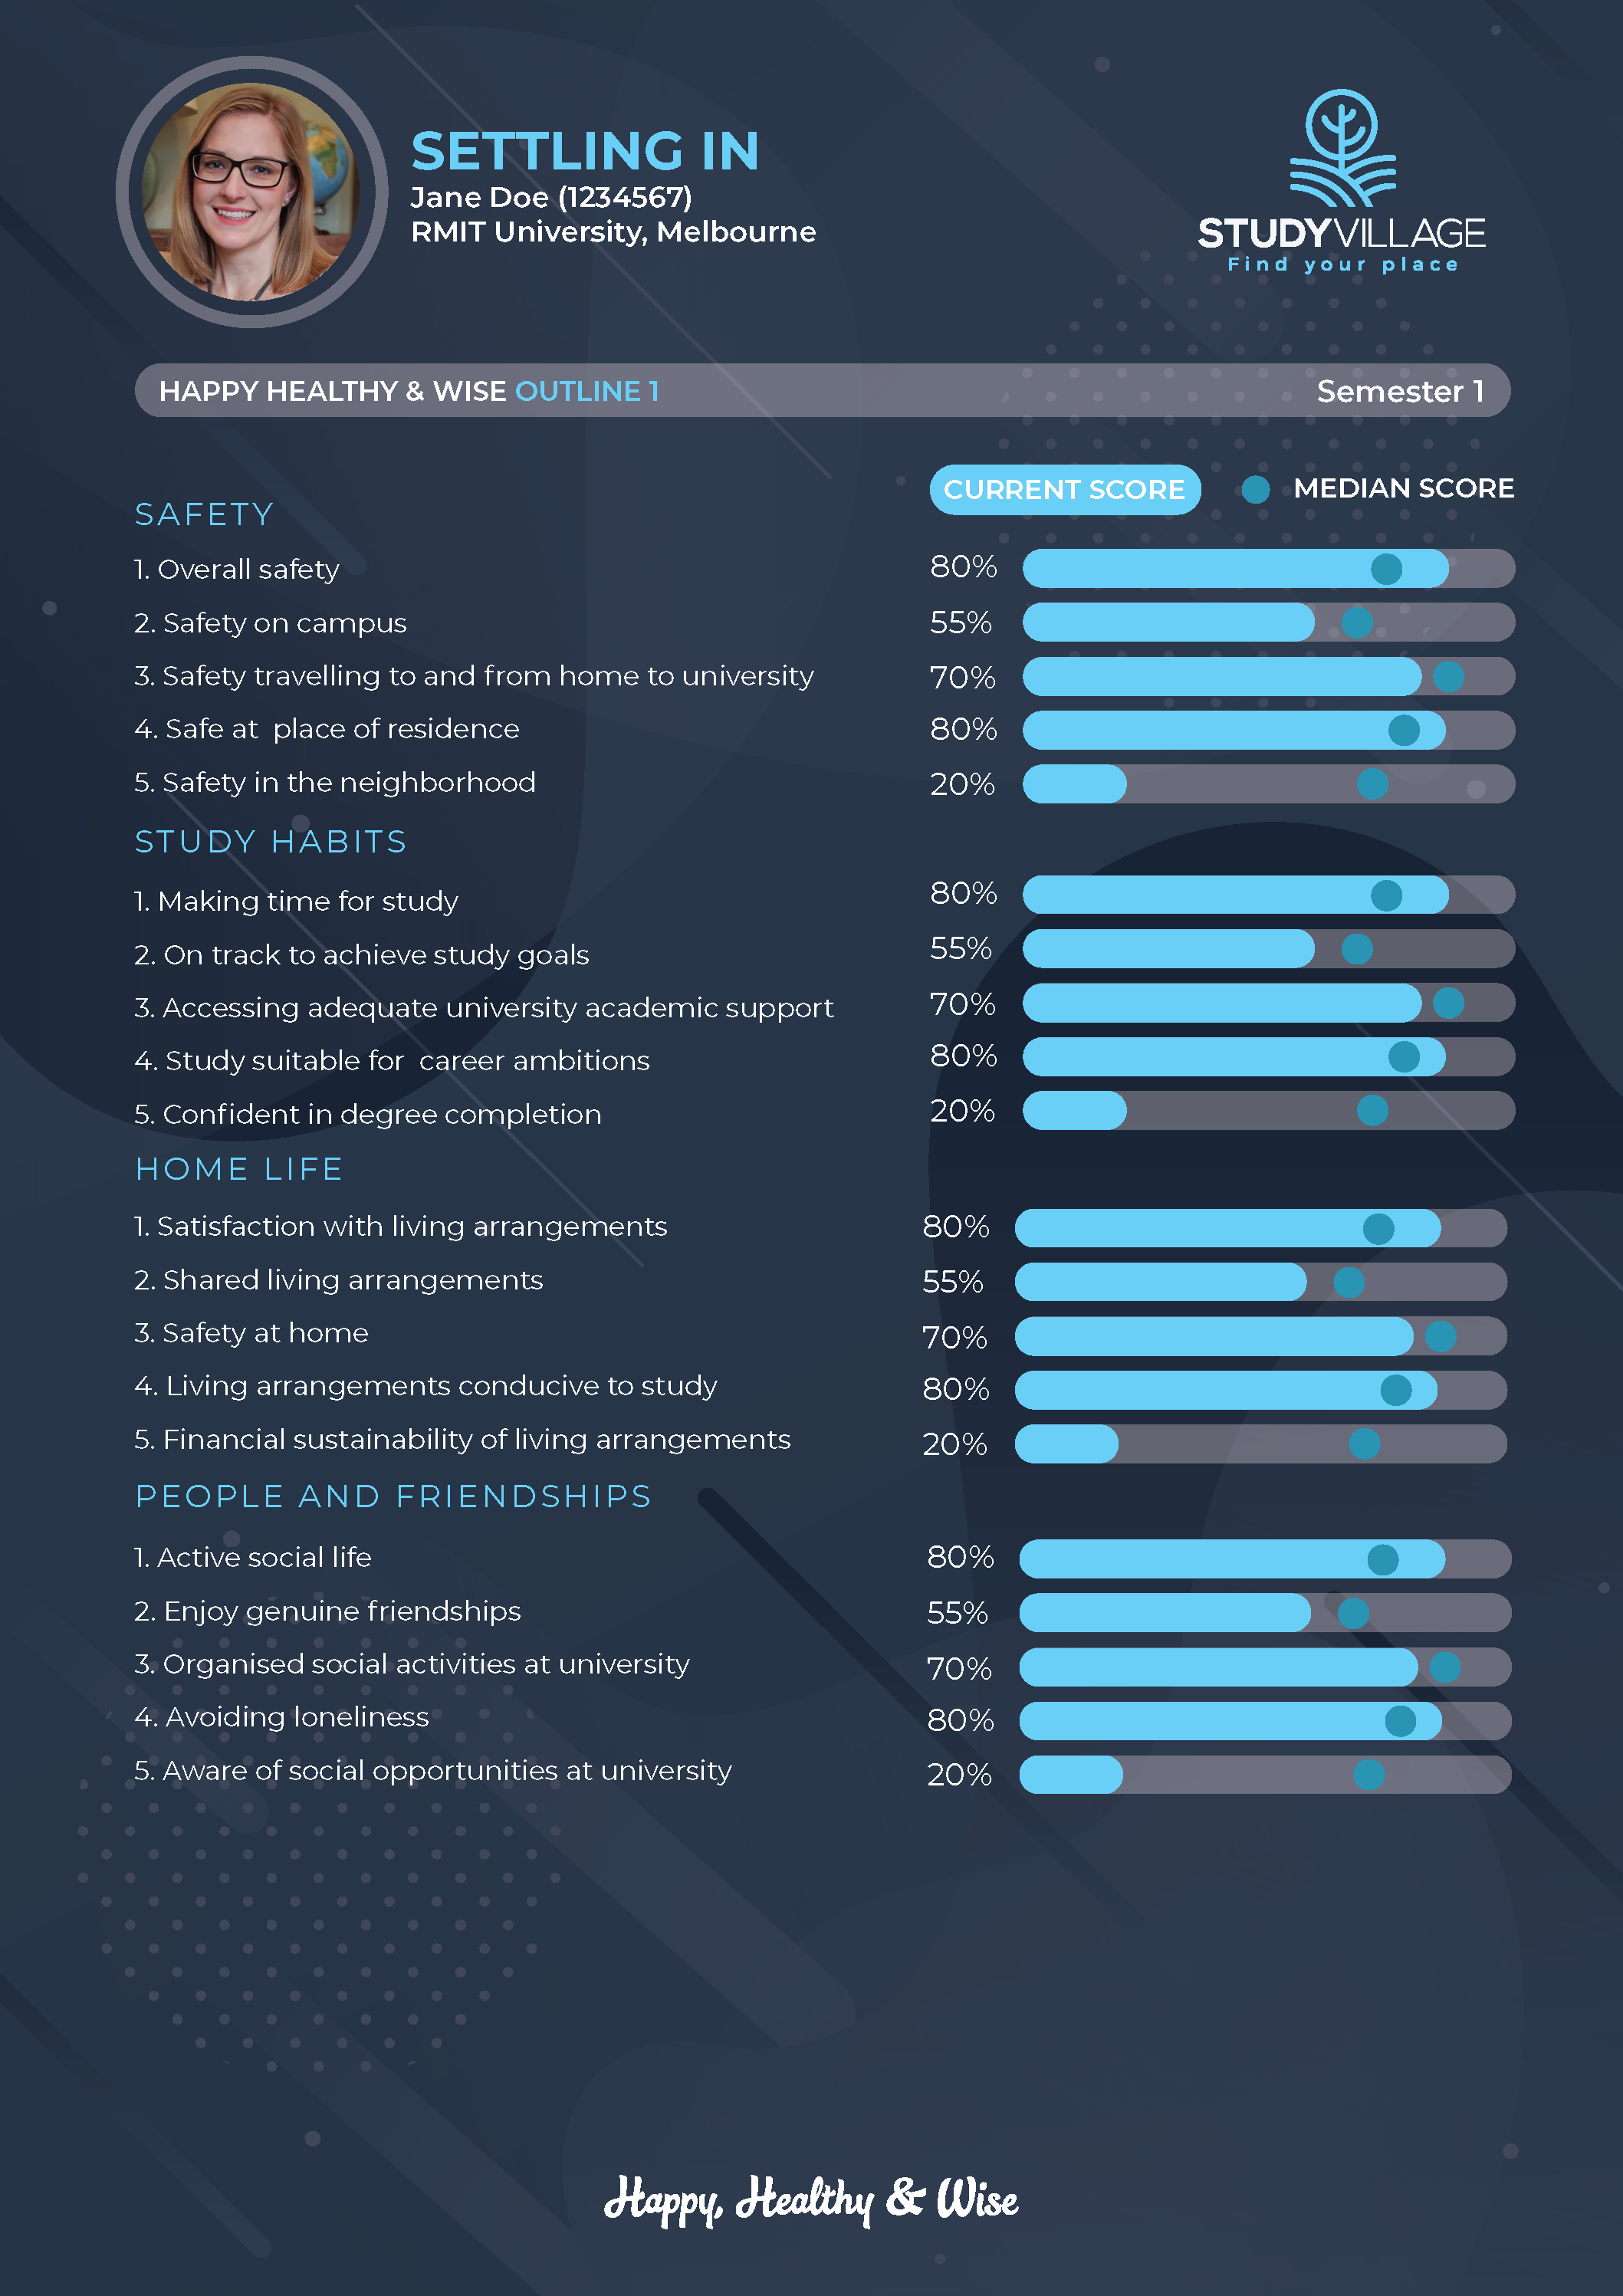 SETTLING IN
Jane Doe (1234567)
RMIT University, Melbourne
STUDYVILLAGE
Find your place
HAPPY HEALTHY & WISE OUTLINE 1 Semester 1
CURRENT SCORE MEDIAN SCORE
SAFETY
1. Overall safety 80%
2. Safety on campus 55%
3. Safety travelling to and from home to university 70%
4. Safe at place of residence 80%
5. Safety in the neighborhood 20%
STUDY HABITS
1. Making time for study 80%
2. On track to achieve study goals 55%
3. Accessing adequate university academic support 70%
4. Study suitable for career ambitions 80%
5. Confident in degree completion 20%
HOME LIFE
1. Satisfaction with living arrangements 80%
2. Shared living arrangements 55%
3. Safety at home 70%
4. Living arrangements conducive to study 80%
5. Financial sustainability of living arrangements 20%
PEOPLE AND FRIENDSHIPS
1. Active social life 80%
2. Enjoy genuine friendships 55%
3. Organised social activities at university 70%
4. Avoiding loneliness 80%
5. Aware of social opportunities at university 20%
Happy, Healthy & Wise